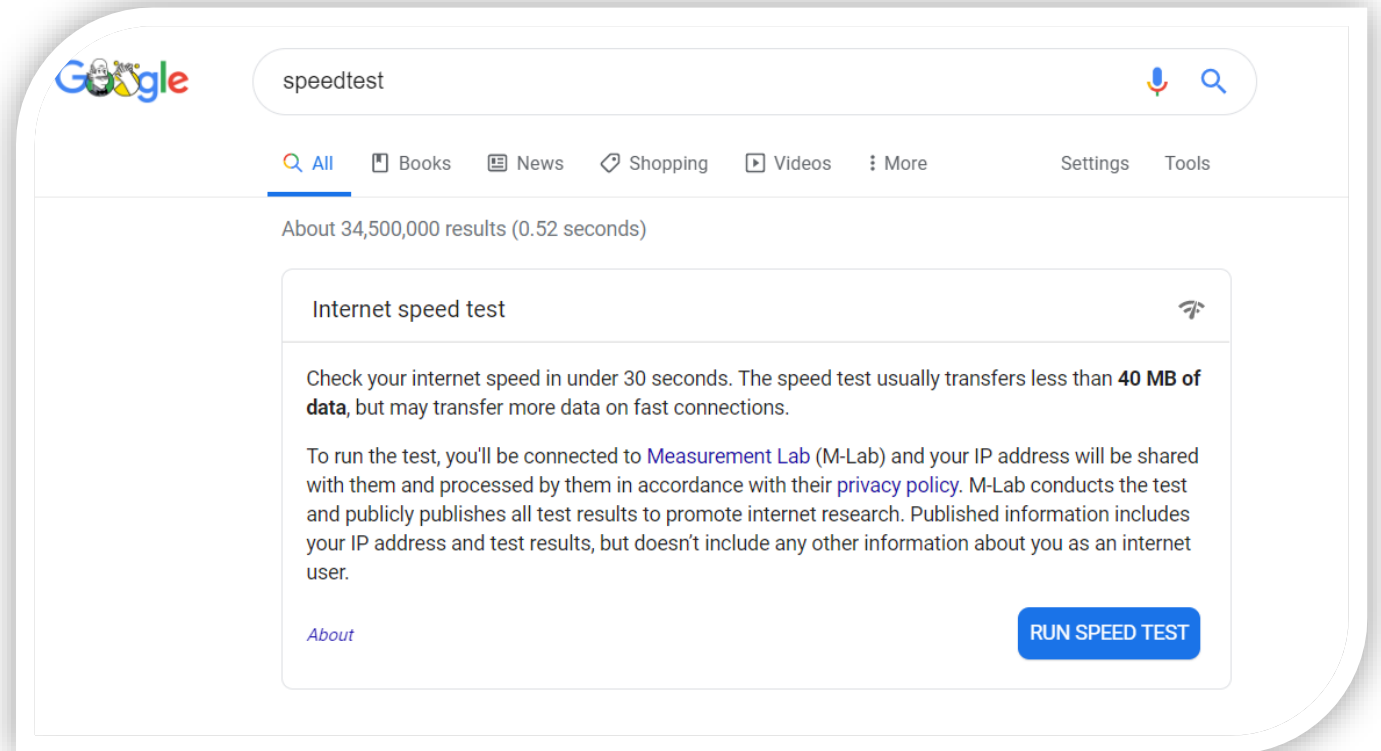 Google
speedtest
All Books News Shopping Videos More Settings Tools
About 34,500,000 results (0.52 seconds)
Internet speed test
Check your internet speed in under 30 seconds. The speed test usually transfers less than 40 MB of
data, but may transfer more data on fast connections.
To run the test, you'll be connected to Measurement Lab (M-Lab) and your IP address will be shared
with them and processed by them in accordance with their privacy policy. M-Lab conducts the test
and publicly publishes all test results to promote internet research. Published information includes
your IP address and test results, but doesn’t include any other information about you as an internet
user.
About
RUN SPEED TEST